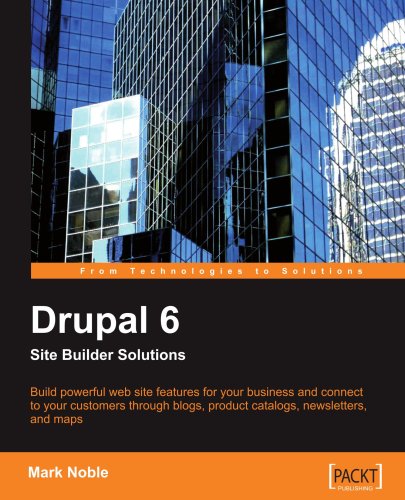 From Technologies to Solutions
Drupal 6
Site Builder Solutions
Build powerful web site features for your business and connect
to your customers through blogs, product catalogs, newsletters,
and maps
Mark Noble
[PACKT]
PUBLISHING